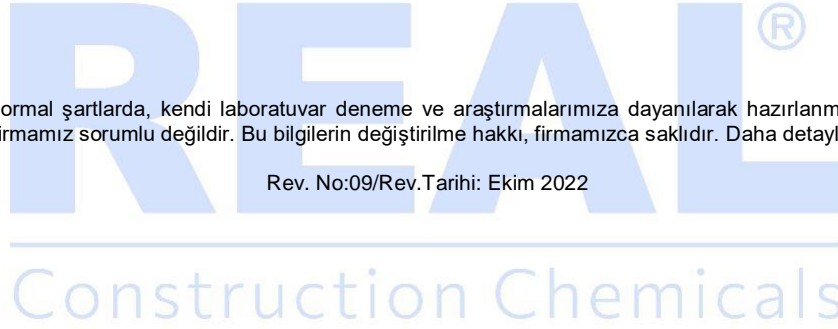 REAL®
ormal şartlarda, kendi laboratuvar deneme ve araştırmalarımıza dayanılarak hazırlanm
irmamız sorumlu değildir. Bu bilgilerin değiştirilme hakkı, firmamızca saklıdır. Daha detayl
Rev. No:09/Rev.Tarihi: Ekim 2022
Construction Chemicals